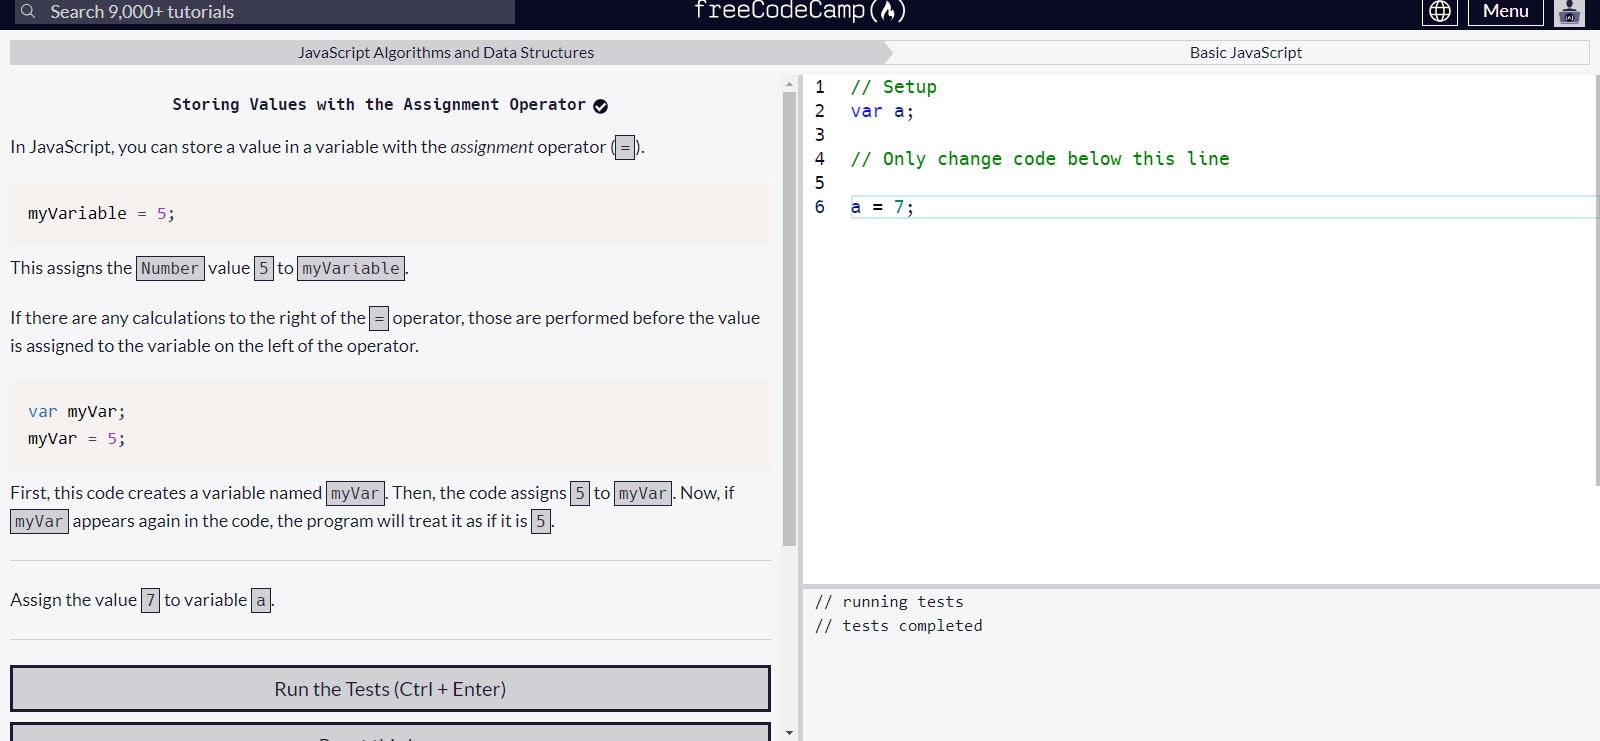 Search 9,000+ tutorials
freeCodeCamp(🔥)
Menu
JavaScript Algorithms and Data Structures
Basic JavaScript
Storing Values with the Assignment Operator
In JavaScript, you can store a value in a variable with the assignment operator (=).
myVariable = 5;
This assigns the Number value 5 to myVariable.
If there are any calculations to the right of the = operator, those are performed before the value
is assigned to the variable on the left of the operator.
var myVar;
myVar = 5;
First, this code creates a variable named myVar. Then, the code assigns 5 to myVar. Now, if
myVar appears again in the code, the program will treat it as if it is 5.
Assign the value 7 to variable a.
Run the Tests (Ctrl + Enter)
1 // Setup
2 var a;
3
4 // Only change code below this line
5
6 a = 7;
// running tests
// tests completed